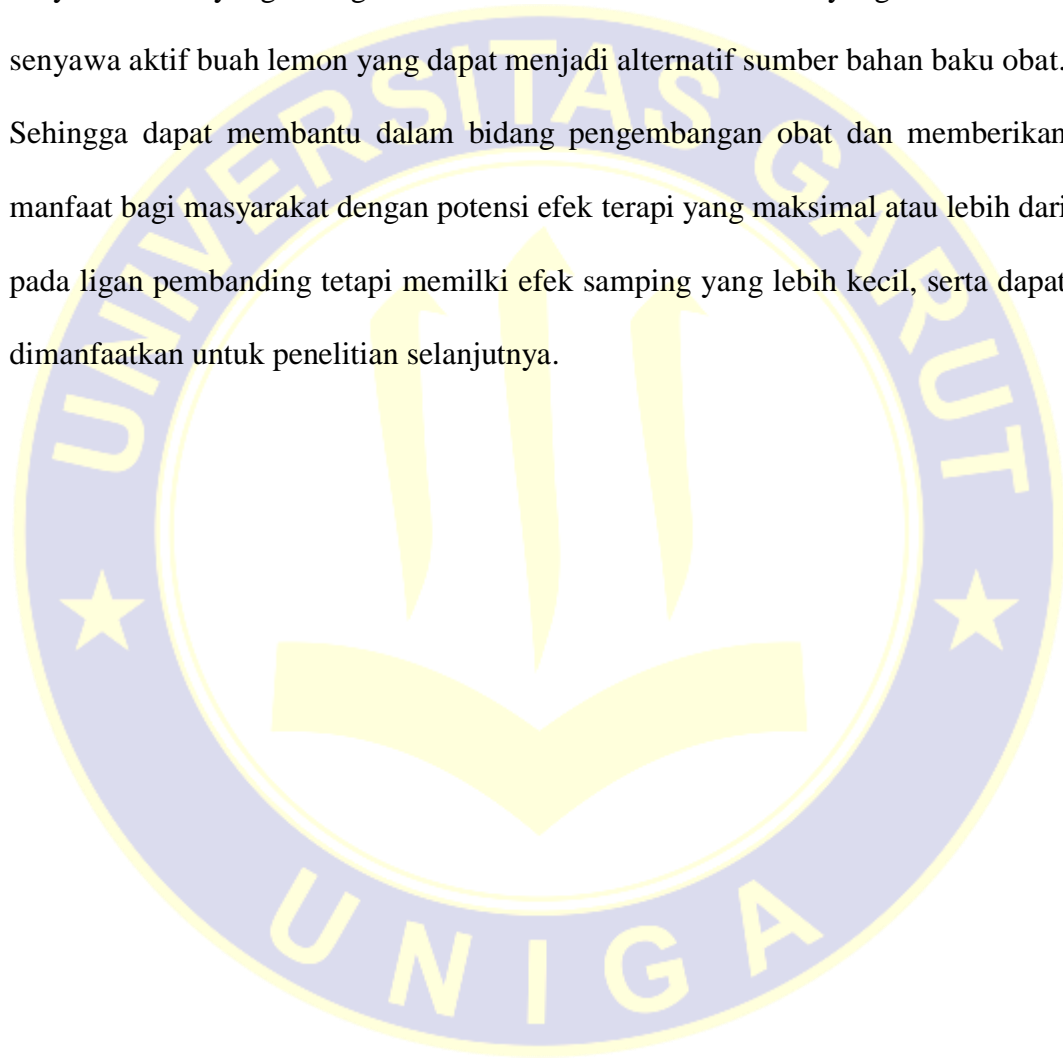 senyawa aktif buah lemon yang dapat menjadi alternatif sumber bahan baku obat.
Sehingga dapat membantu dalam bidang pengembangan obat dan memberikan
manfaat bagi masyarakat dengan potensi efek terapi yang maksimal atau lebih dari
pada ligan pembanding tetapi memilki efek samping yang lebih kecil, serta dapat
dimanfaatkan untuk penelitian selanjutnya.
UNIVERSITAS GARUT
UNIGA